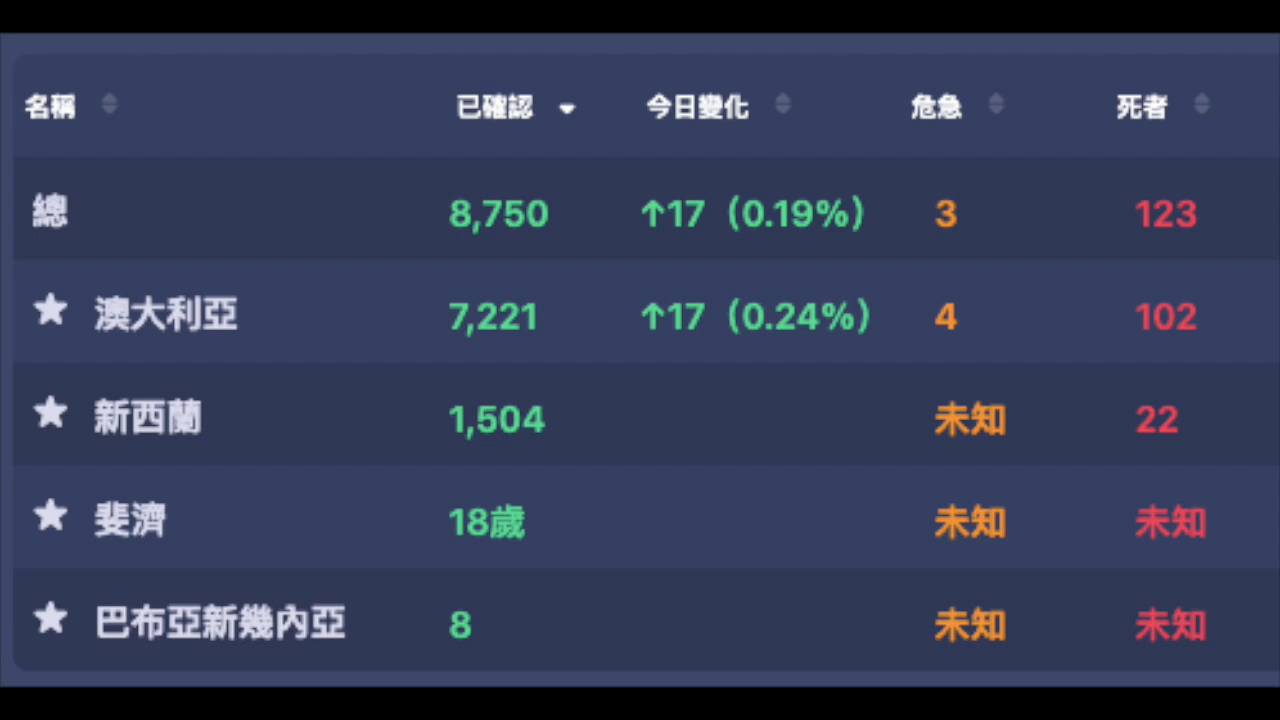 名稱 已確認 今日變化 危急 死者
總 8,750 ↑17 (0.19%) 3 123
★ 澳大利亞 7,221 ↑17 (0.24%) 4 102
★ 新西蘭 1,504 未知 22
★ 斐濟 18歲 未知 未知
★ 巴布亞新幾內亞 8 未知 未知